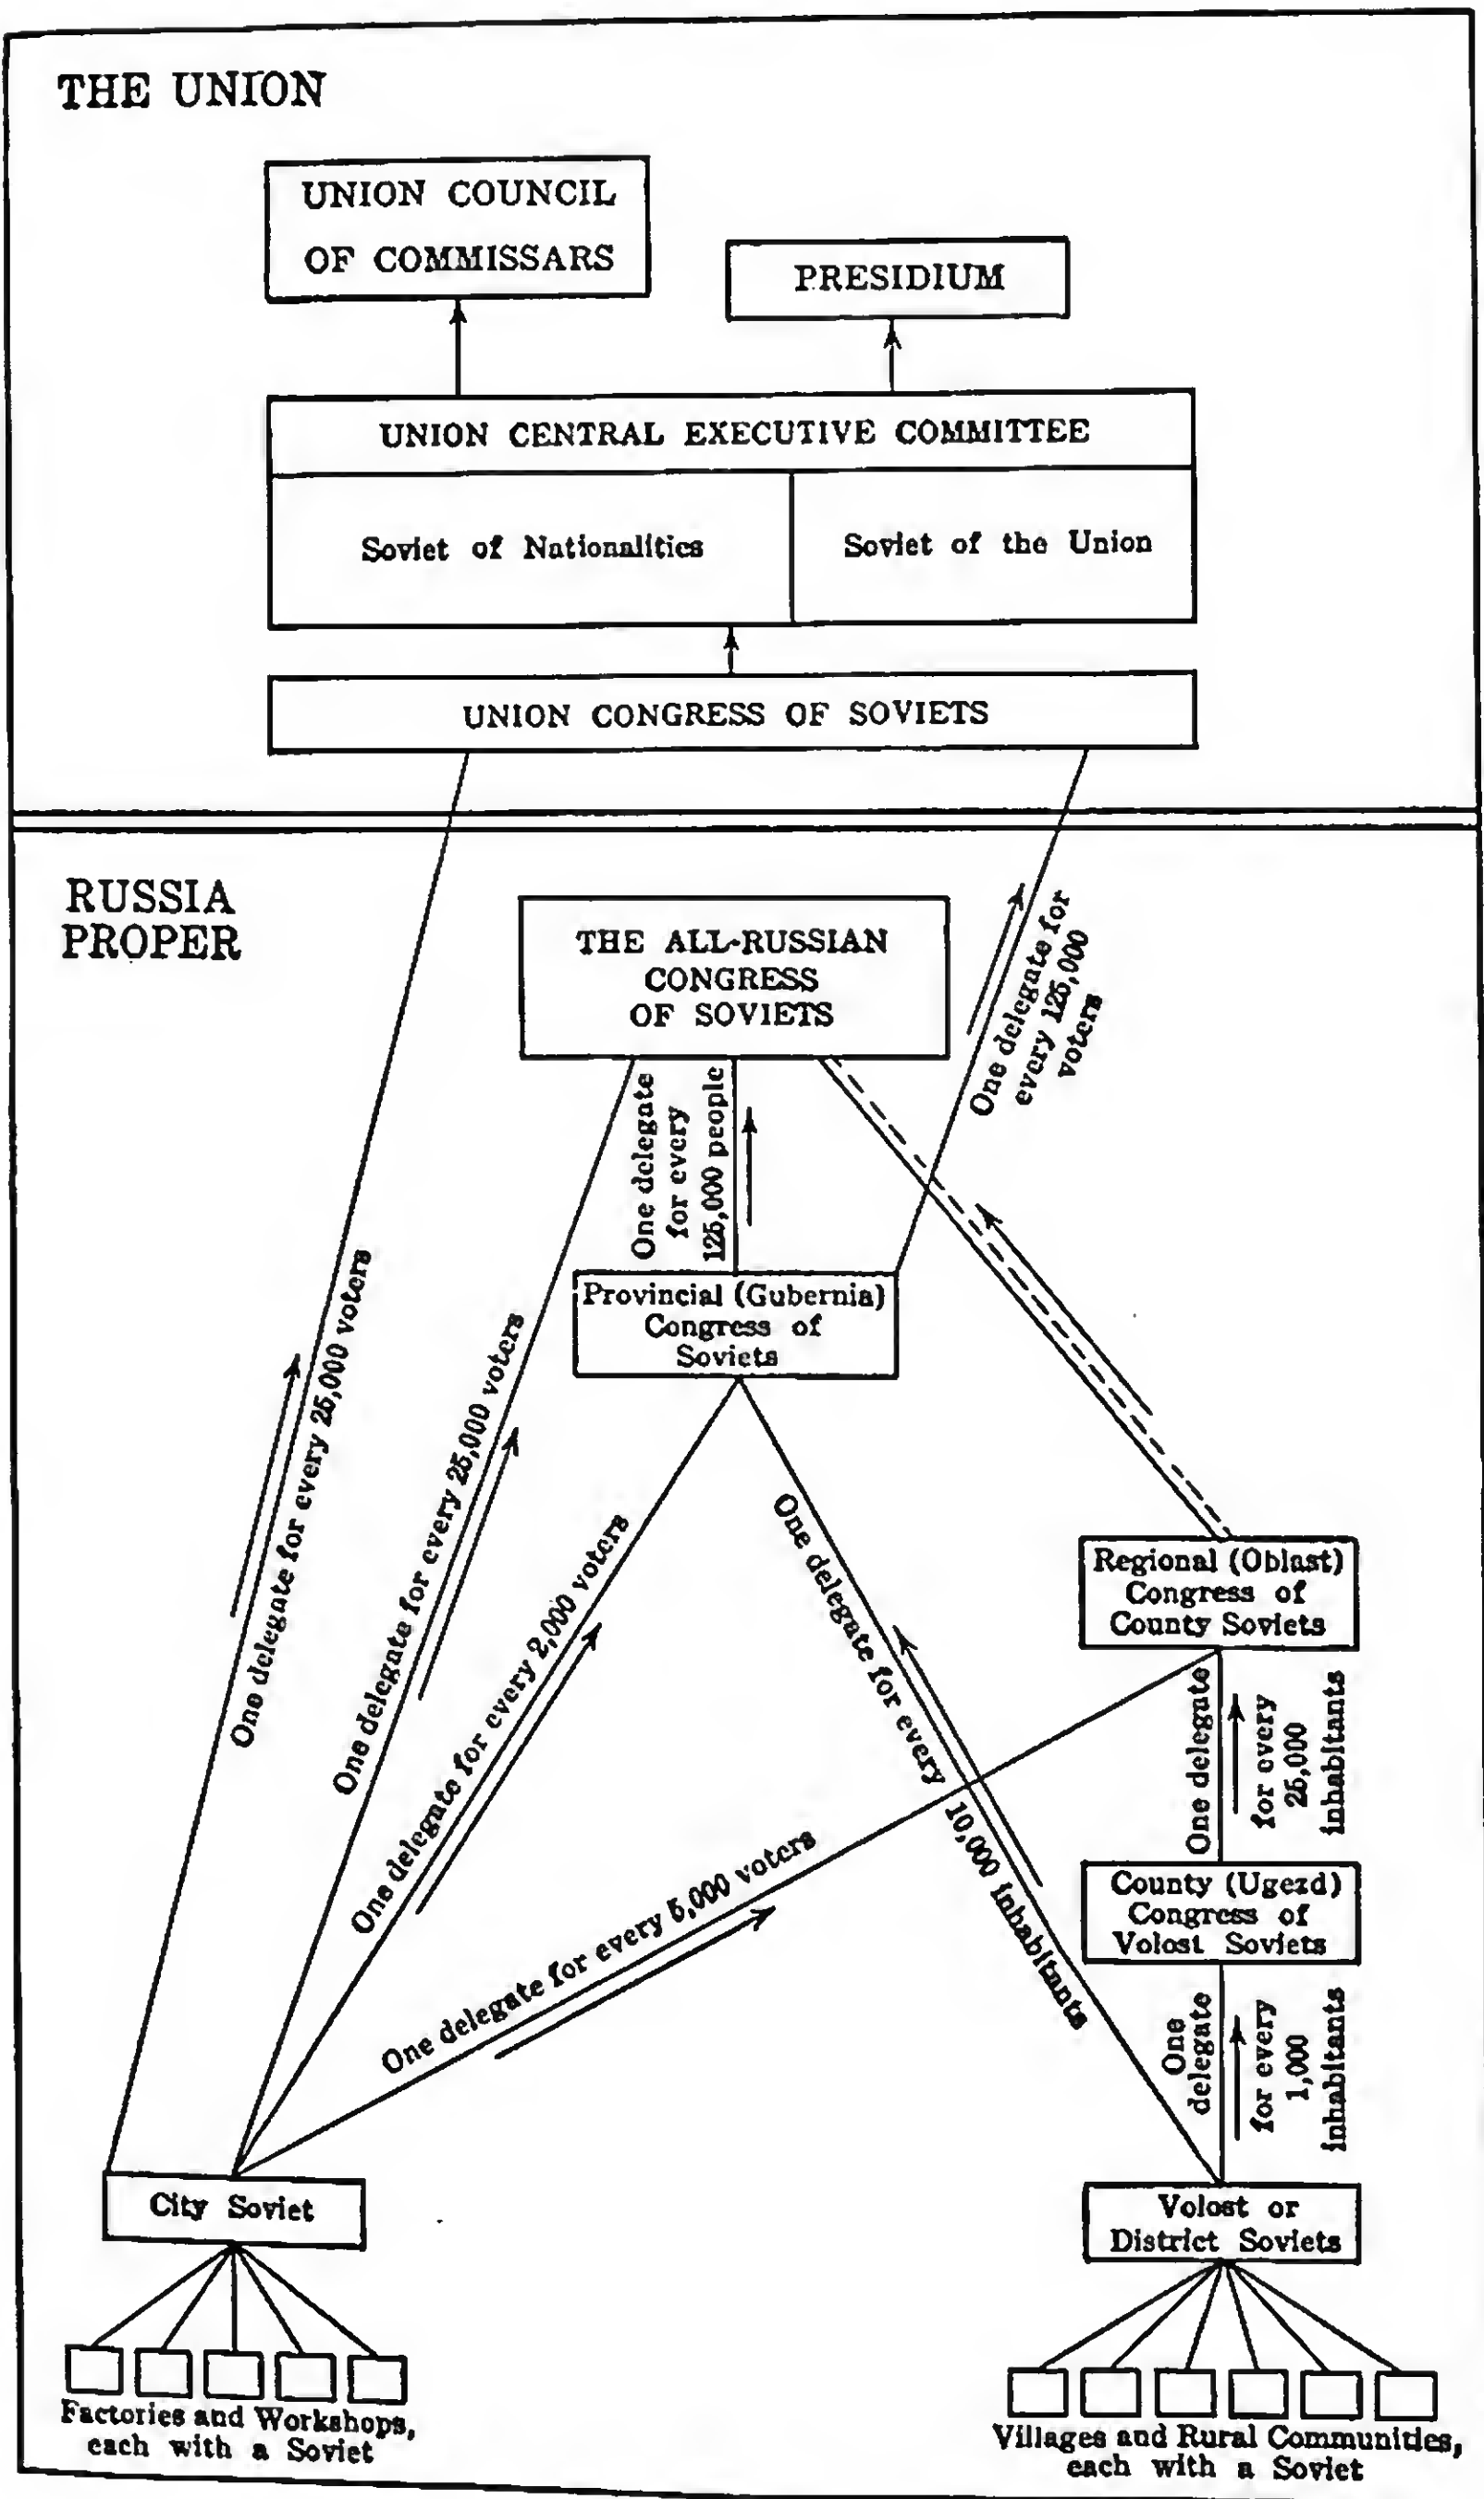 THE UNION
UNION COUNCIL
OF COMMISSARS
PRESIDIUM
UNION CENTRAL EXECUTIVE COMMITTEE
Soviet of Nationalities
Soviet of the Union
UNION CONGRESS OF SOVIETS
RUSSIA
PROPER
THE ALL-RUSSIAN
CONGRESS
OF SOVIETS
One delegate for
every 125,000
voters
One delegate
for every
125,000 people
Provincial (Gubernia)
Congress of
Soviets
One delegate for every 25,000 voters
One delegate for every 25,000 voters
One delegate for every 2,000 voters
One delegate for every 10,000 inhabitants
One delegate for every 5,000 voters
Regional (Oblast)
Congress of
County Soviets
One delegate
for every
25,000
inhabitants
County (Ugezd)
Congress of
Volost Soviets
One
delegate
for every
1,000
inhabitants
City Soviet
Volost or
District Soviets
Factories and Workshops,
each with a Soviet
Villages and Rural Communities,
each with a Soviet